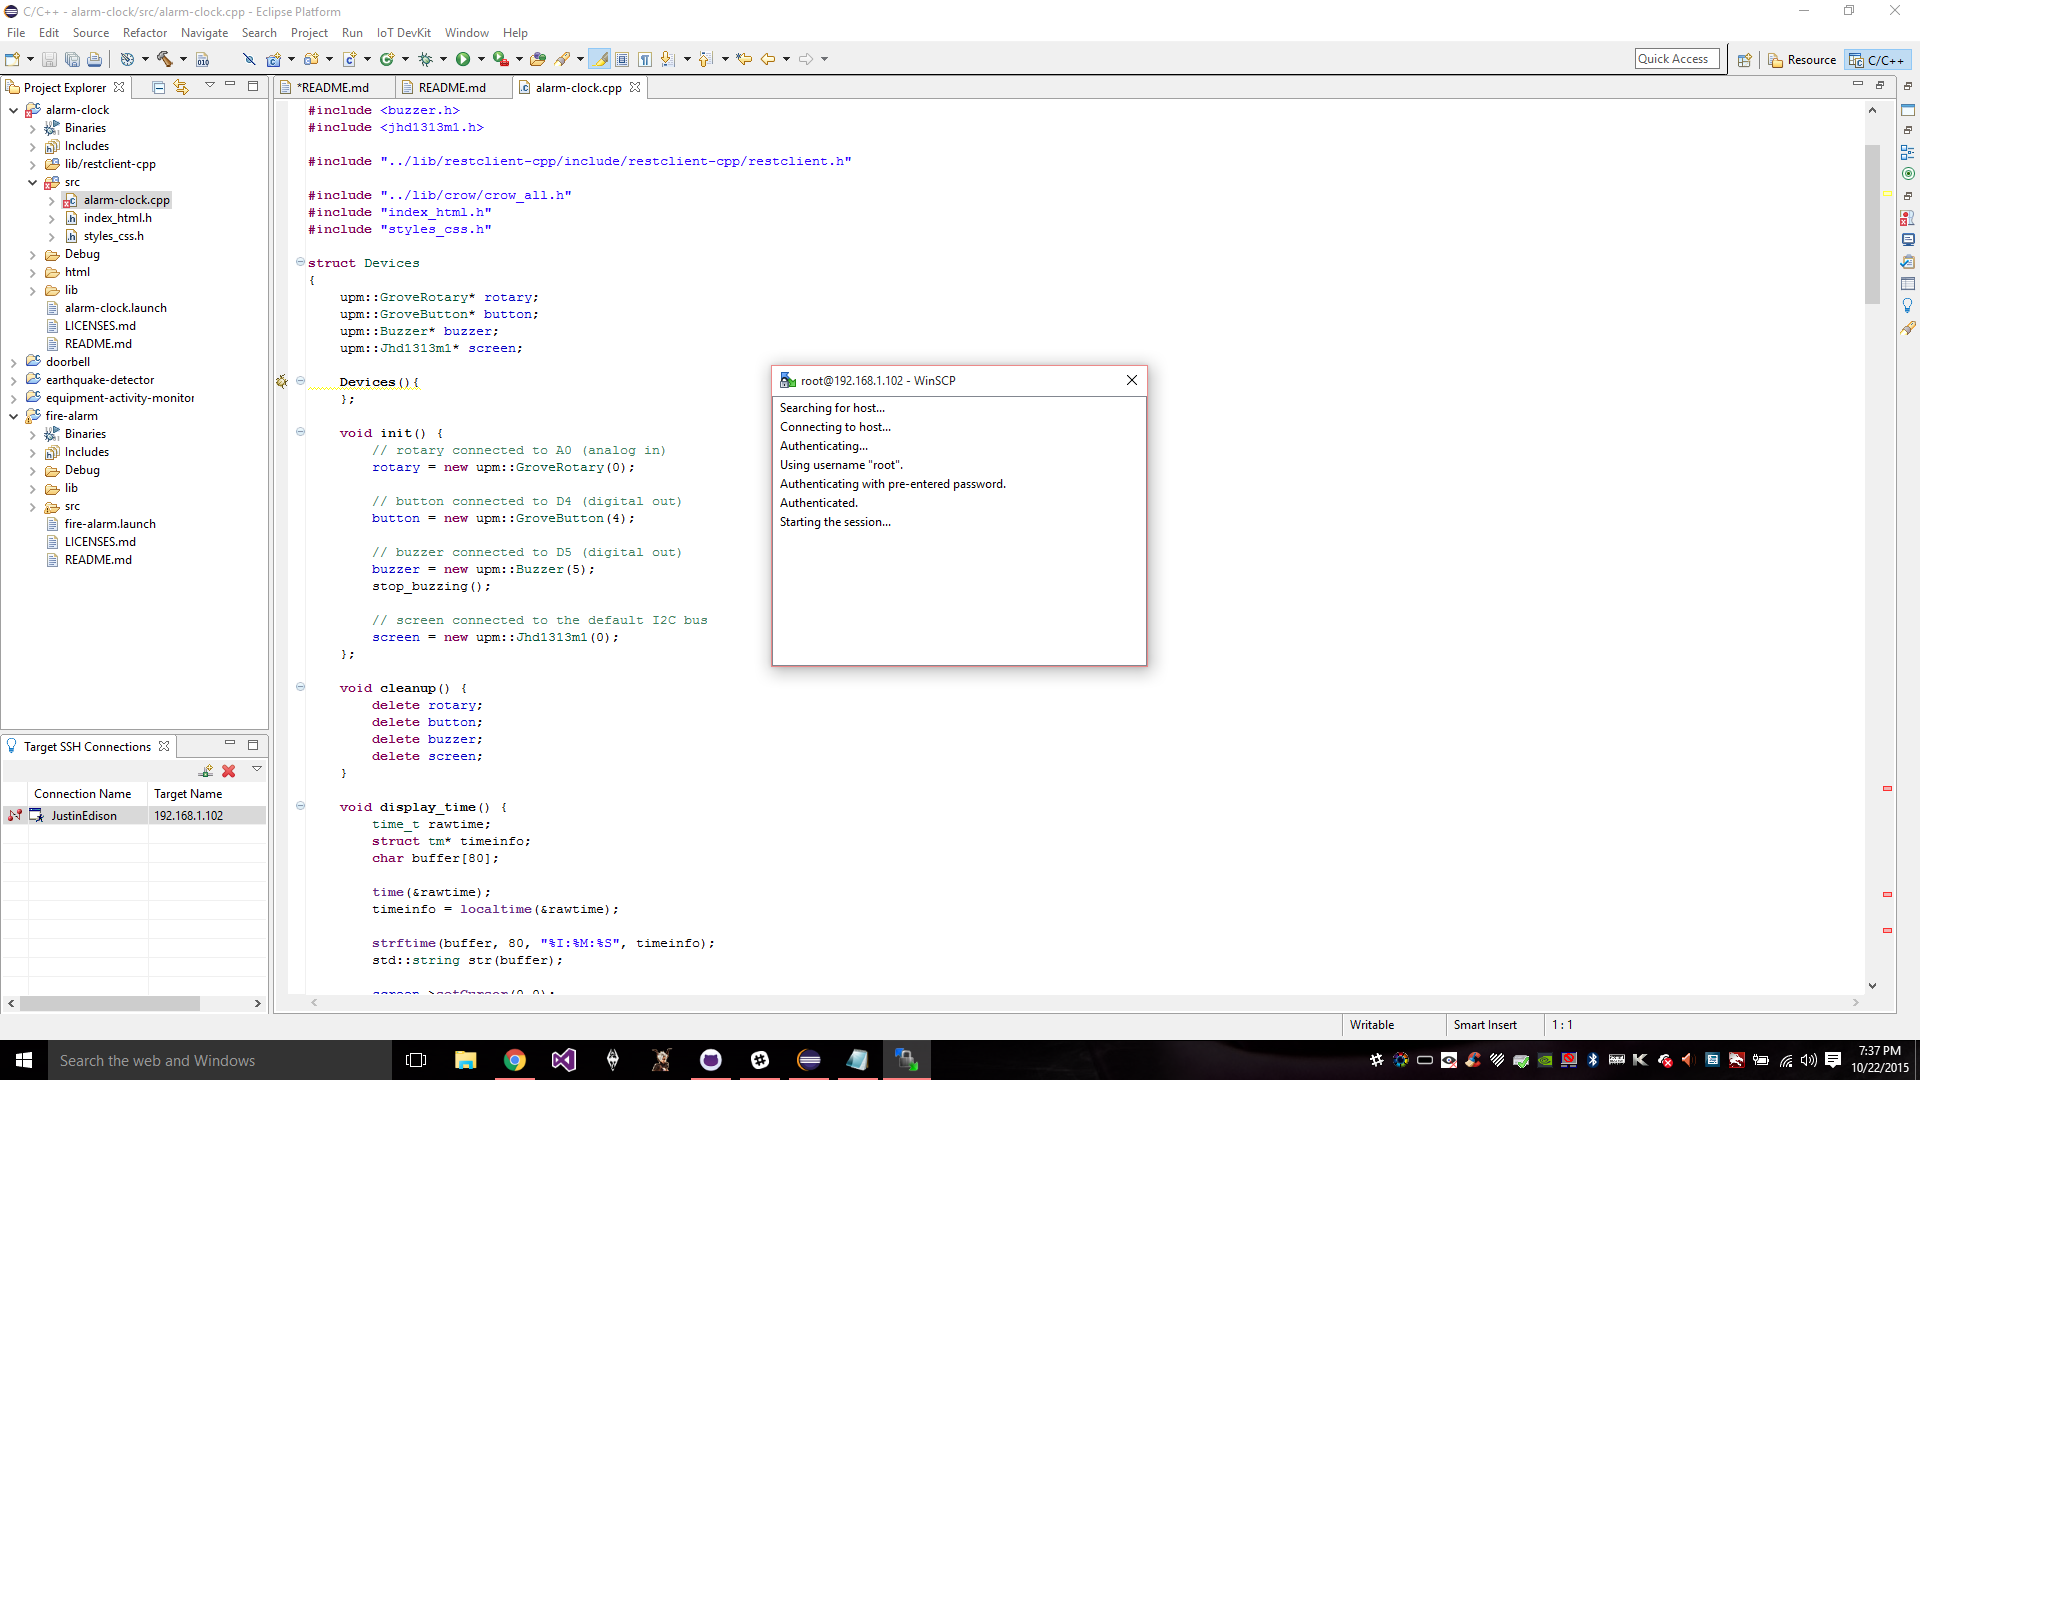 C/C++ - alarm-clock/src/alarm-clock.cpp - Eclipse Platform
File Edit Source Refactor Navigate Search Project Run IoT DevKit Window Help
Quick Access
Resource
C/C++
Project Explorer
alarm-clock
Binaries
Includes
lib/restclient-cpp
src
alarm-clock.cpp
index_html.h
styles_css.h
Debug
html
lib
alarm-clock.launch
LICENSES.md
README.md
doorbell
earthquake-detector
equipment-activity-monitor
fire-alarm
Binaries
Includes
Debug
lib
src
fire-alarm.launch
LICENSES.md
README.md
Target SSH Connections
Connection Name Target Name
JustinEdison 192.168.1.102
*README.md README.md alarm-clock.cpp
#include <buzzer.h>
#include <jhd1313m1.h>
#include "../lib/restclient-cpp/include/restclient-cpp/restclient.h"
#include "../lib/crow/crow_all.h"
#include "index_html.h"
#include "styles_css.h"
struct Devices
{
upm::GroveRotary* rotary;
upm::GroveButton* button;
upm::Buzzer* buzzer;
upm::Jhd1313m1* screen;
Devices(){
};
void init() {
// rotary connected to A0 (analog in)
rotary = new upm::GroveRotary(0);
// button connected to D4 (digital out)
button = new upm::GroveButton(4);
// buzzer connected to D5 (digital out)
buzzer = new upm::Buzzer(5);
stop_buzzing();
// screen connected to the default I2C bus
screen = new upm::Jhd1313m1(0);
};
void cleanup() {
delete rotary;
delete button;
delete buzzer;
delete screen;
}
void display_time() {
time_t rawtime;
struct tm* timeinfo;
char buffer[80];
time(&rawtime);
timeinfo = localtime(&rawtime);
strftime(buffer, 80, "%I:%M:%S", timeinfo);
std::string str(buffer);
screen->setCursor(0,0);
root@192.168.1.102 - WinSCP
Searching for host...
Connecting to host...
Authenticating...
Using username "root".
Authenticating with pre-entered password.
Authenticated.
Starting the session...
Writable Smart Insert 1 : 1
Search the web and Windows
7:37 PM
10/22/2015